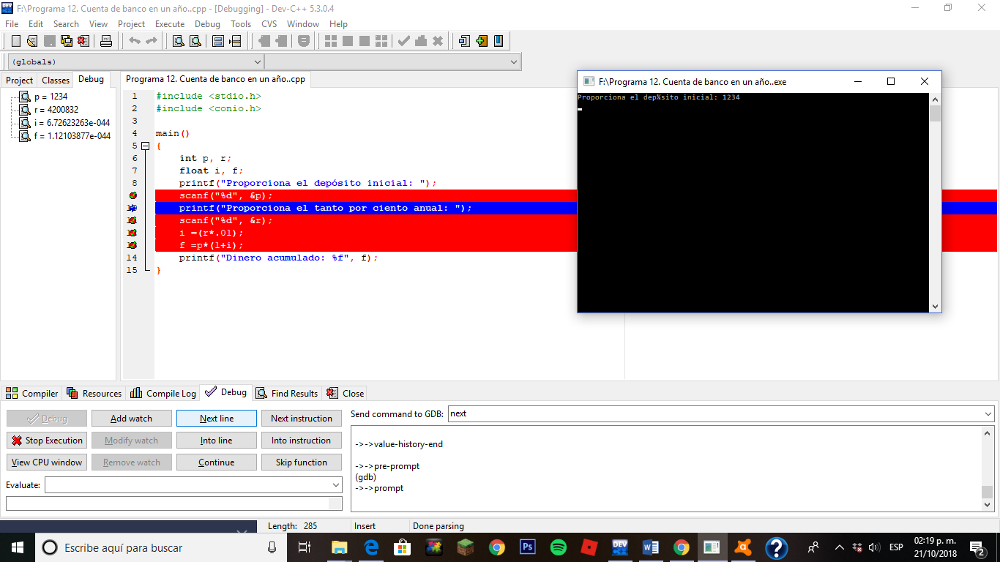 F:\Programa 12. Cuenta de banco en un año..cpp - [Debugging] - Dev-C++ 5.3.0.4
File Edit Search View Project Execute Debug Tools CVS Window Help
(globals)
Project Classes Debug
p = 1234
r = 4200832
i = 6.72623263e-044
f = 1.12103877e-044
Programa 12. Cuenta de banco en un año..cpp
1 #include <stdio.h>
2 #include <conio.h>
3
4 main()
5 {
6 int p, r;
7 float i, f;
8 printf("Proporciona el depósito inicial: ");
scanf("%d", &p);
printf("Proporciona el tanto por ciento anual: ");
scanf("%d", &r);
i =(r*.01);
f =p*(1+i);
14 printf("Dinero acumulado: %f", f);
15 }
F:\Programa 12. Cuenta de banco en un año..exe
Proporciona el dep¾sito inicial: 1234
Compiler Resources Compile Log Debug Find Results Close
Debug Add watch Next line Next instruction
Stop Execution Modify watch Into line Into instruction
View CPU window Remove watch Continue Skip function
Evaluate:
Send command to GDB: next
->->value-history-end
->->pre-prompt
(gdb)
->->prompt
Length: 285 Insert Done parsing
Escribe aquí para buscar
Ps
DEV
ESP
02:19 p. m.
21/10/2018
2